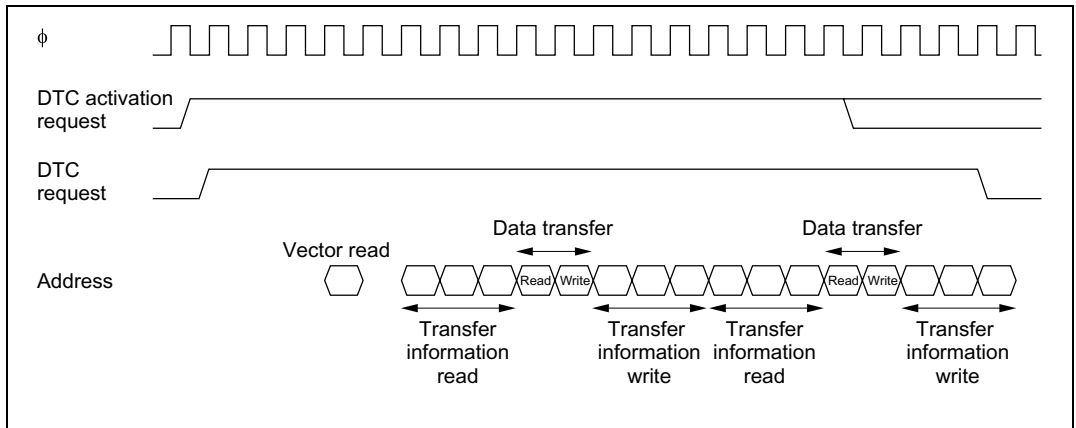 ϕ
DTC activation
request
DTC
request
Data transfer
Data transfer
Vector read
Address
Read
Write
Read
Write
Transfer
information
read
Transfer
information
write
Transfer
information
read
Transfer
information
write